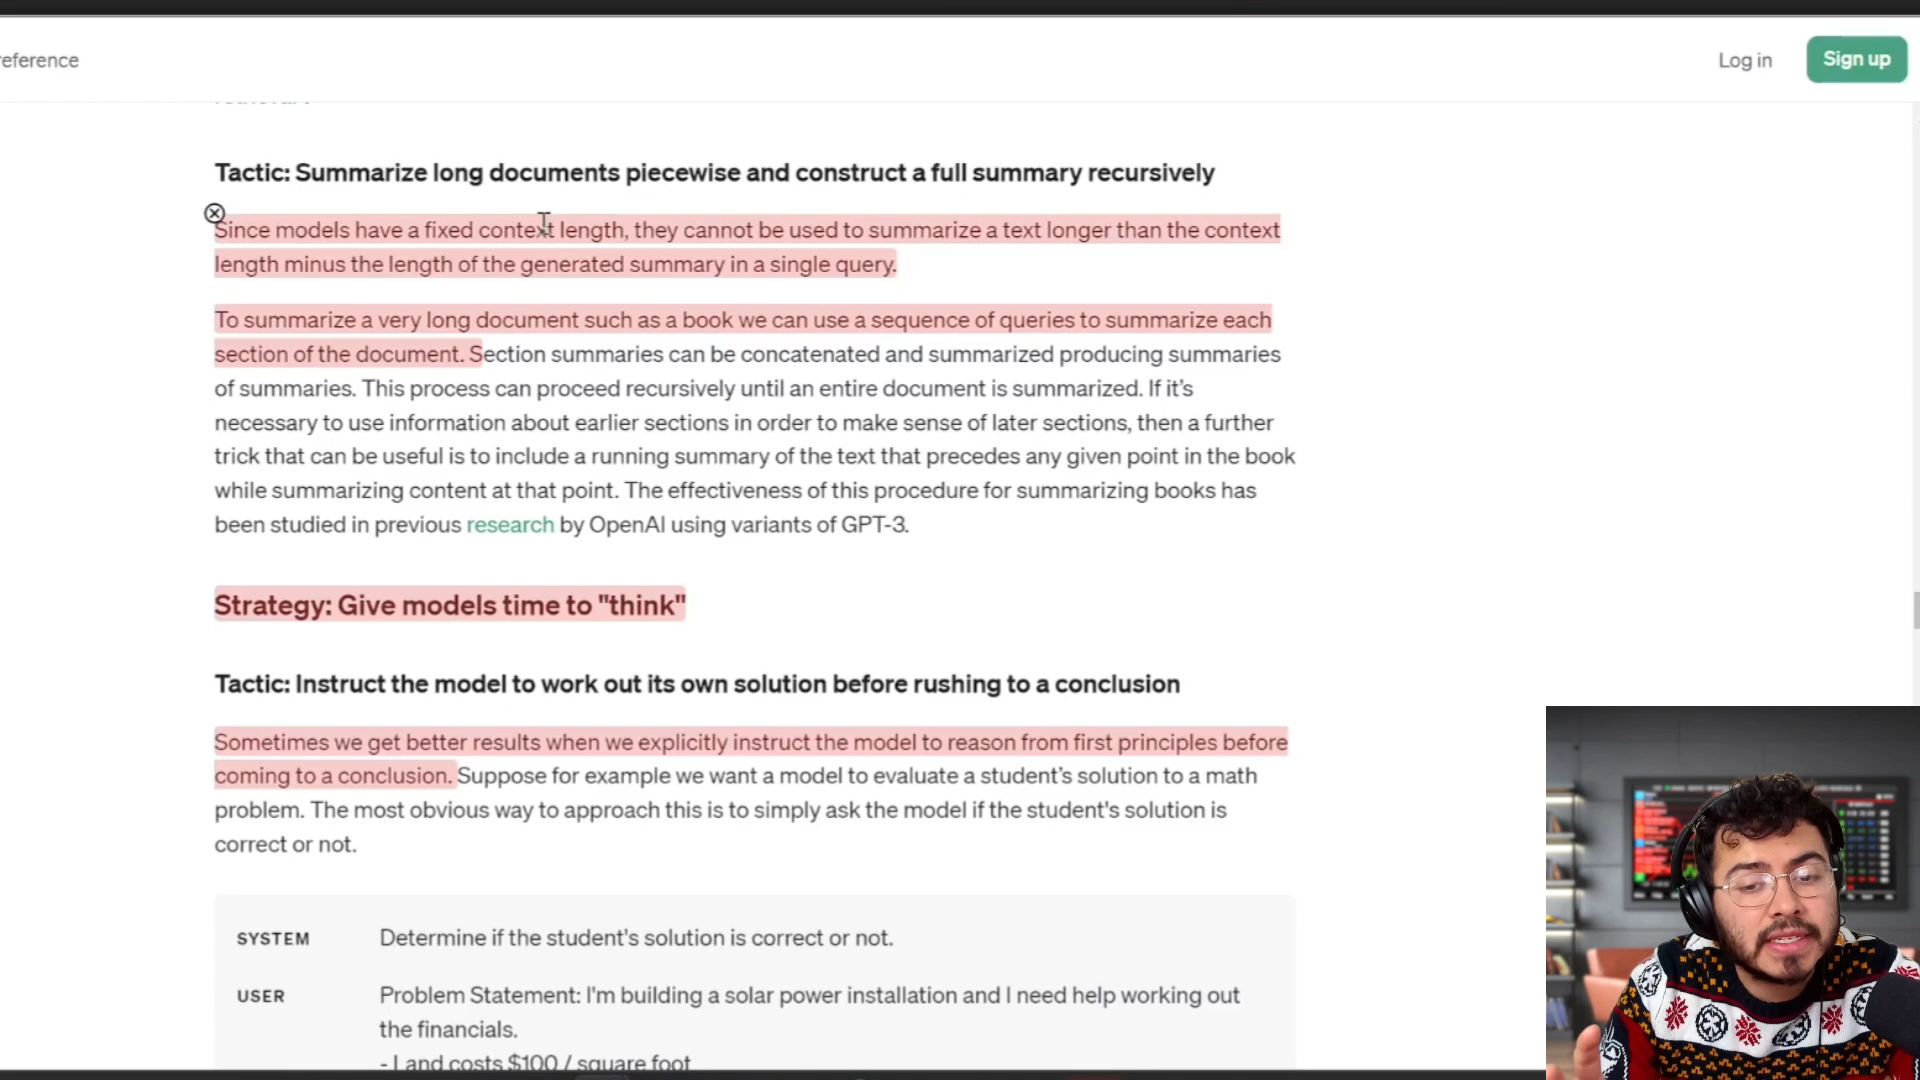 eference
Log in
Sign up
Tactic: Summarize long documents piecewise and construct a full summary recursively
Since models have a fixed context length, they cannot be used to summarize a text longer than the context
length minus the length of the generated summary in a single query.
To summarize a very long document such as a book we can use a sequence of queries to summarize each
section of the document. Section summaries can be concatenated and summarized producing summaries
of summaries. This process can proceed recursively until an entire document is summarized. If it’s
necessary to use information about earlier sections in order to make sense of later sections, then a further
trick that can be useful is to include a running summary of the text that precedes any given point in the book
while summarizing content at that point. The effectiveness of this procedure for summarizing books has
been studied in previous research by OpenAI using variants of GPT-3.
Strategy: Give models time to "think"
Tactic: Instruct the model to work out its own solution before rushing to a conclusion
Sometimes we get better results when we explicitly instruct the model to reason from first principles before
coming to a conclusion. Suppose for example we want a model to evaluate a student’s solution to a math
problem. The most obvious way to approach this is to simply ask the model if the student's solution is
correct or not.
SYSTEM Determine if the student's solution is correct or not.
USER Problem Statement: I'm building a solar power installation and I need help working out
the financials.
- Land costs $100 / square foot